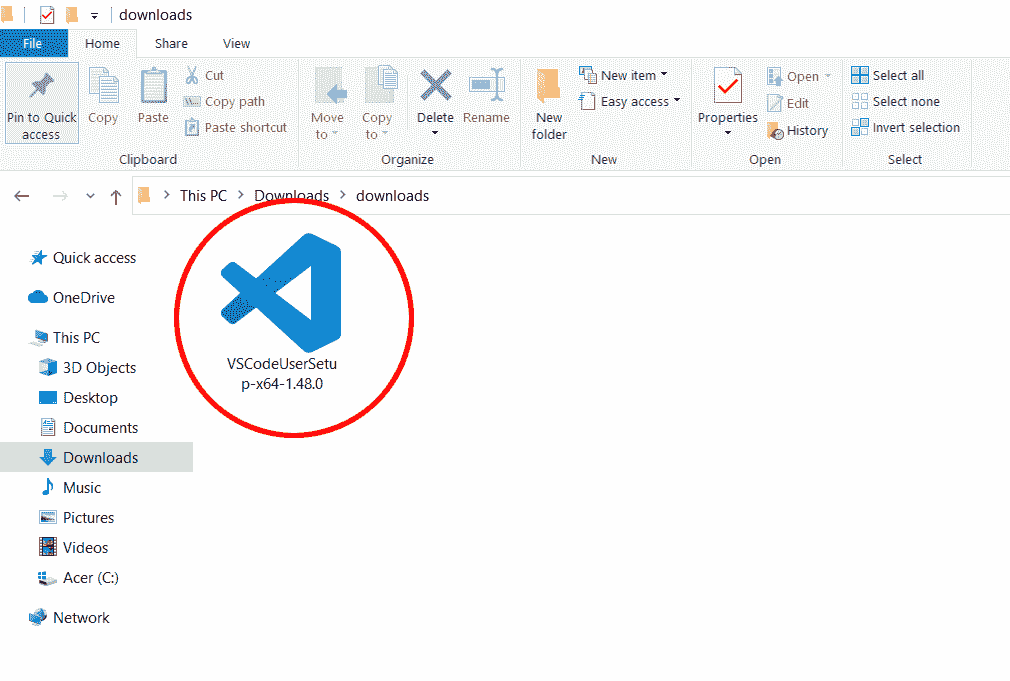 downloads
File Home Share View
Pin to Quick access
Copy
Paste
Cut
Copy path
Paste shortcut
Clipboard
Move to
Copy to
Delete
Rename
Organize
New folder
New item
Easy access
New
Properties
Open
Edit
History
Open
Select all
Select none
Invert selection
Select
This PC Downloads downloads
Quick access
OneDrive
This PC
3D Objects
Desktop
Documents
Downloads
Music
Pictures
Videos
Acer (C:)
Network
VSCodeUserSetu
p-x64-1.48.0